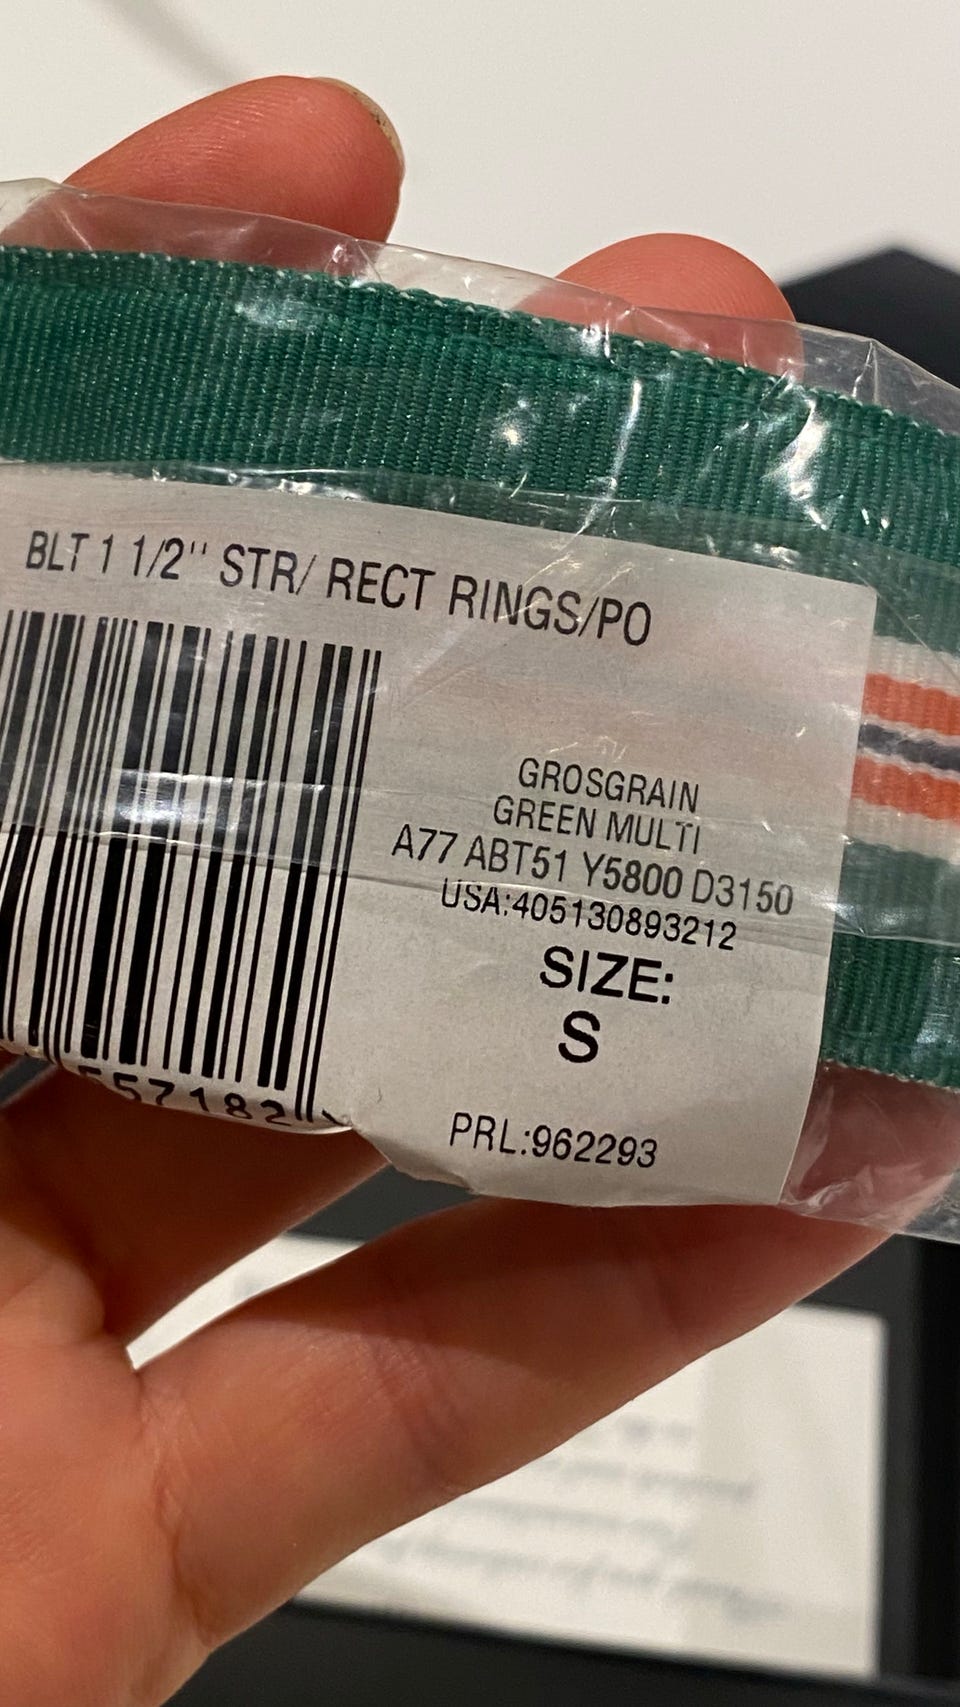 BLT 1 1/2'' STR/ RECT RINGS/PO
GROSGRAIN
GREEN MULTI
A77 ABT51 Y5800 D3150
USA:405130893212
SIZE:
S
557182
PRL:962293